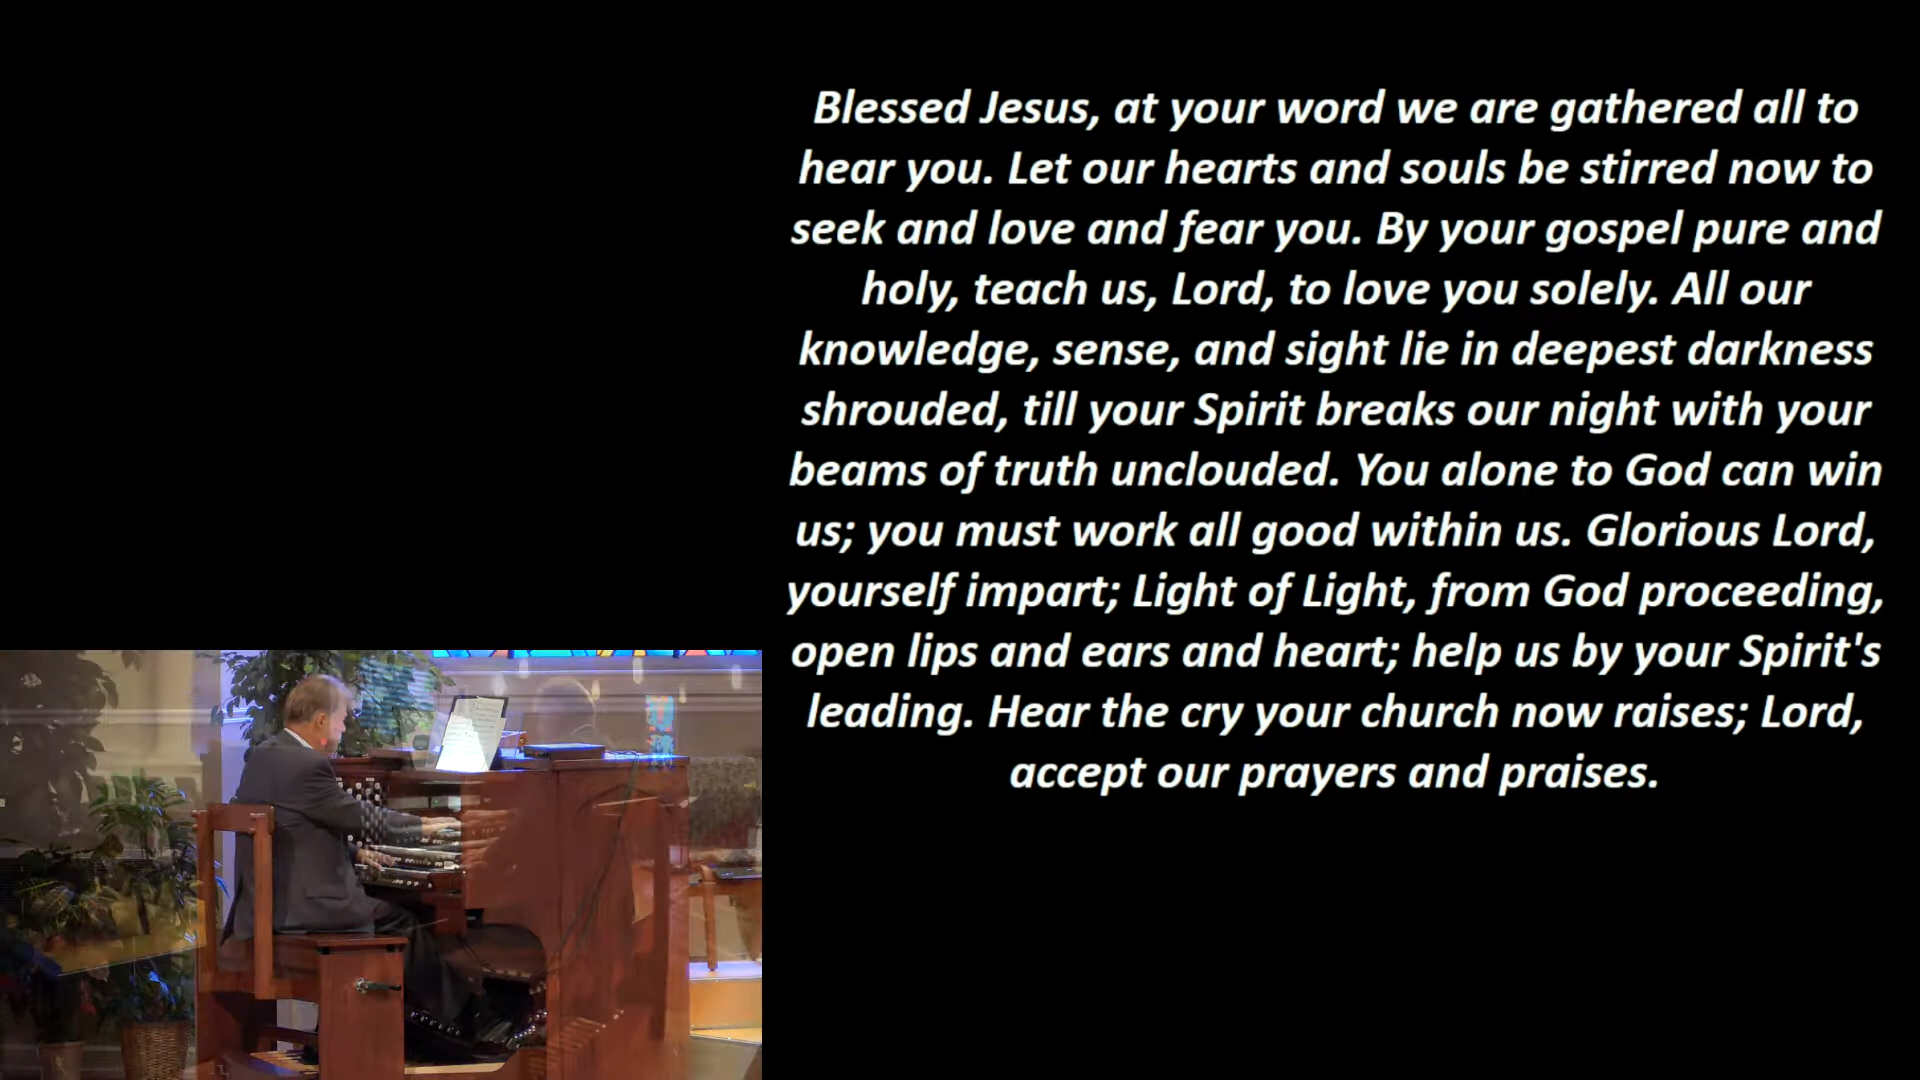 Blessed Jesus, at your word we are gathered all to
hear you. Let our hearts and souls be stirred now to
seek and love and fear you. By your gospel pure and
holy, teach us, Lord, to love you solely. All our
knowledge, sense, and sight lie in deepest darkness
shrouded, till your Spirit breaks our night with your
beams of truth unclouded. You alone to God can win
us; you must work all good within us. Glorious Lord,
yourself impart; Light of Light, from God proceeding,
open lips and ears and heart; help us by your Spirit's
leading. Hear the cry your church now raises; Lord,
accept our prayers and praises.